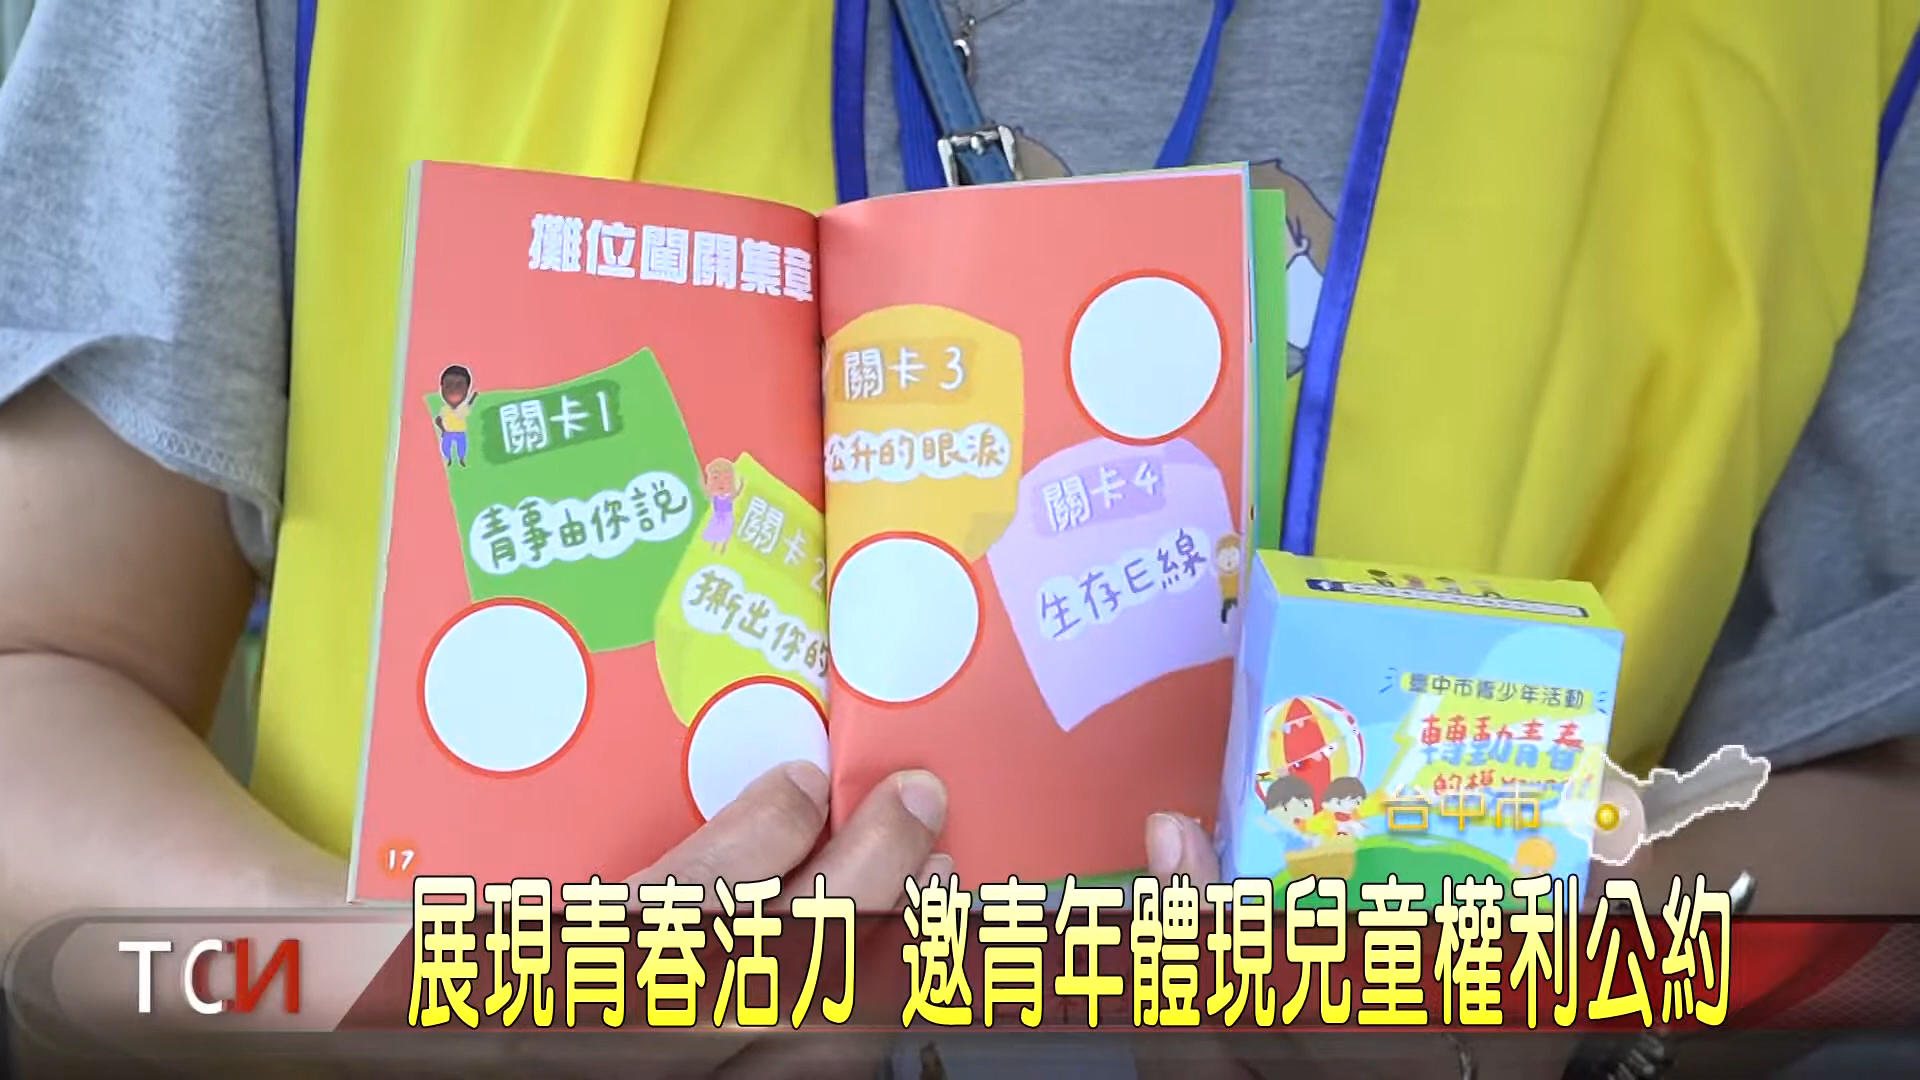 攤位闖關集章
關卡1
青事由你說
關卡2
撕出你的
關卡3
公升的眼淚
關卡4
生存E線
17
臺中市青少年活動
轉動青春
的權
台中市
TCN
展現青春活力 邀青年體現兒童權利公約